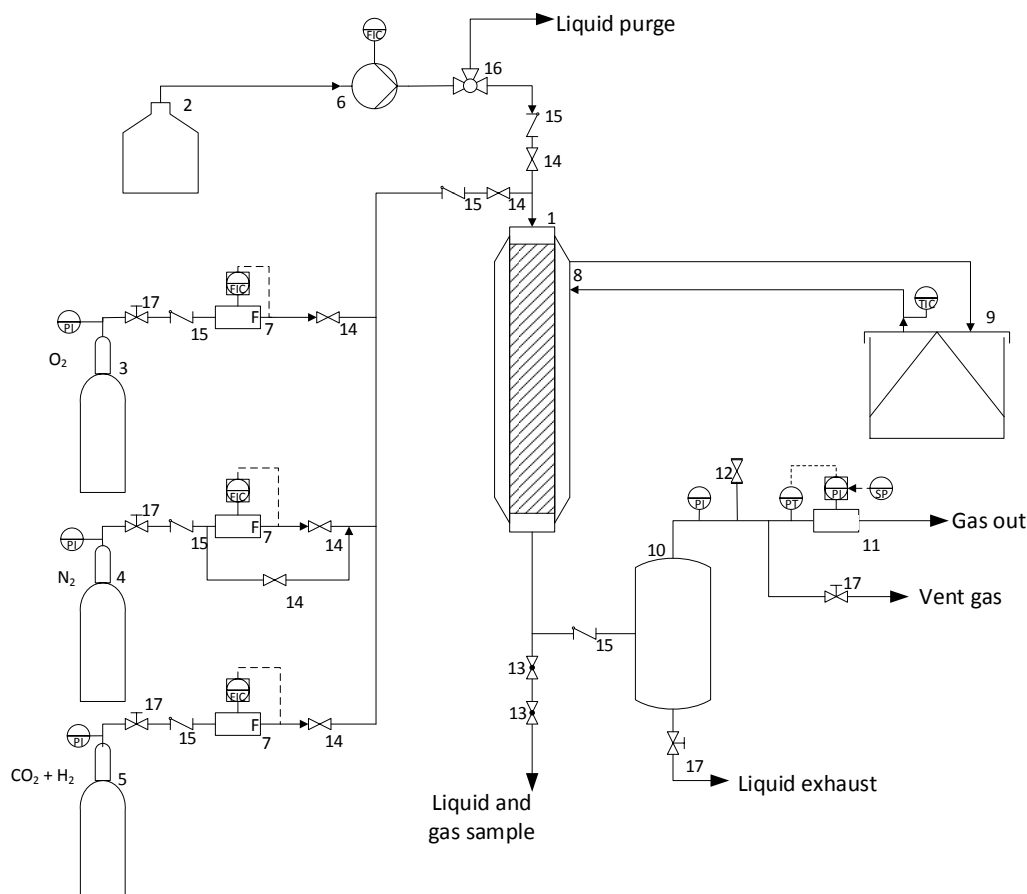 Liquid purge
FIC
16
2
6
15
14
15
14
1
8
FIC
TIC
9
17
PI
15
F
7
14
O₂
3
12
PI
PT
PI
SP
FIC
17
PI
15
F
7
14
Gas out
10
11
N₂
4
14
17
Vent gas
15
13
FIC
17
PI
15
F
7
14
13
17
CO₂ + H₂
5
Liquid exhaust
Liquid and
gas sample